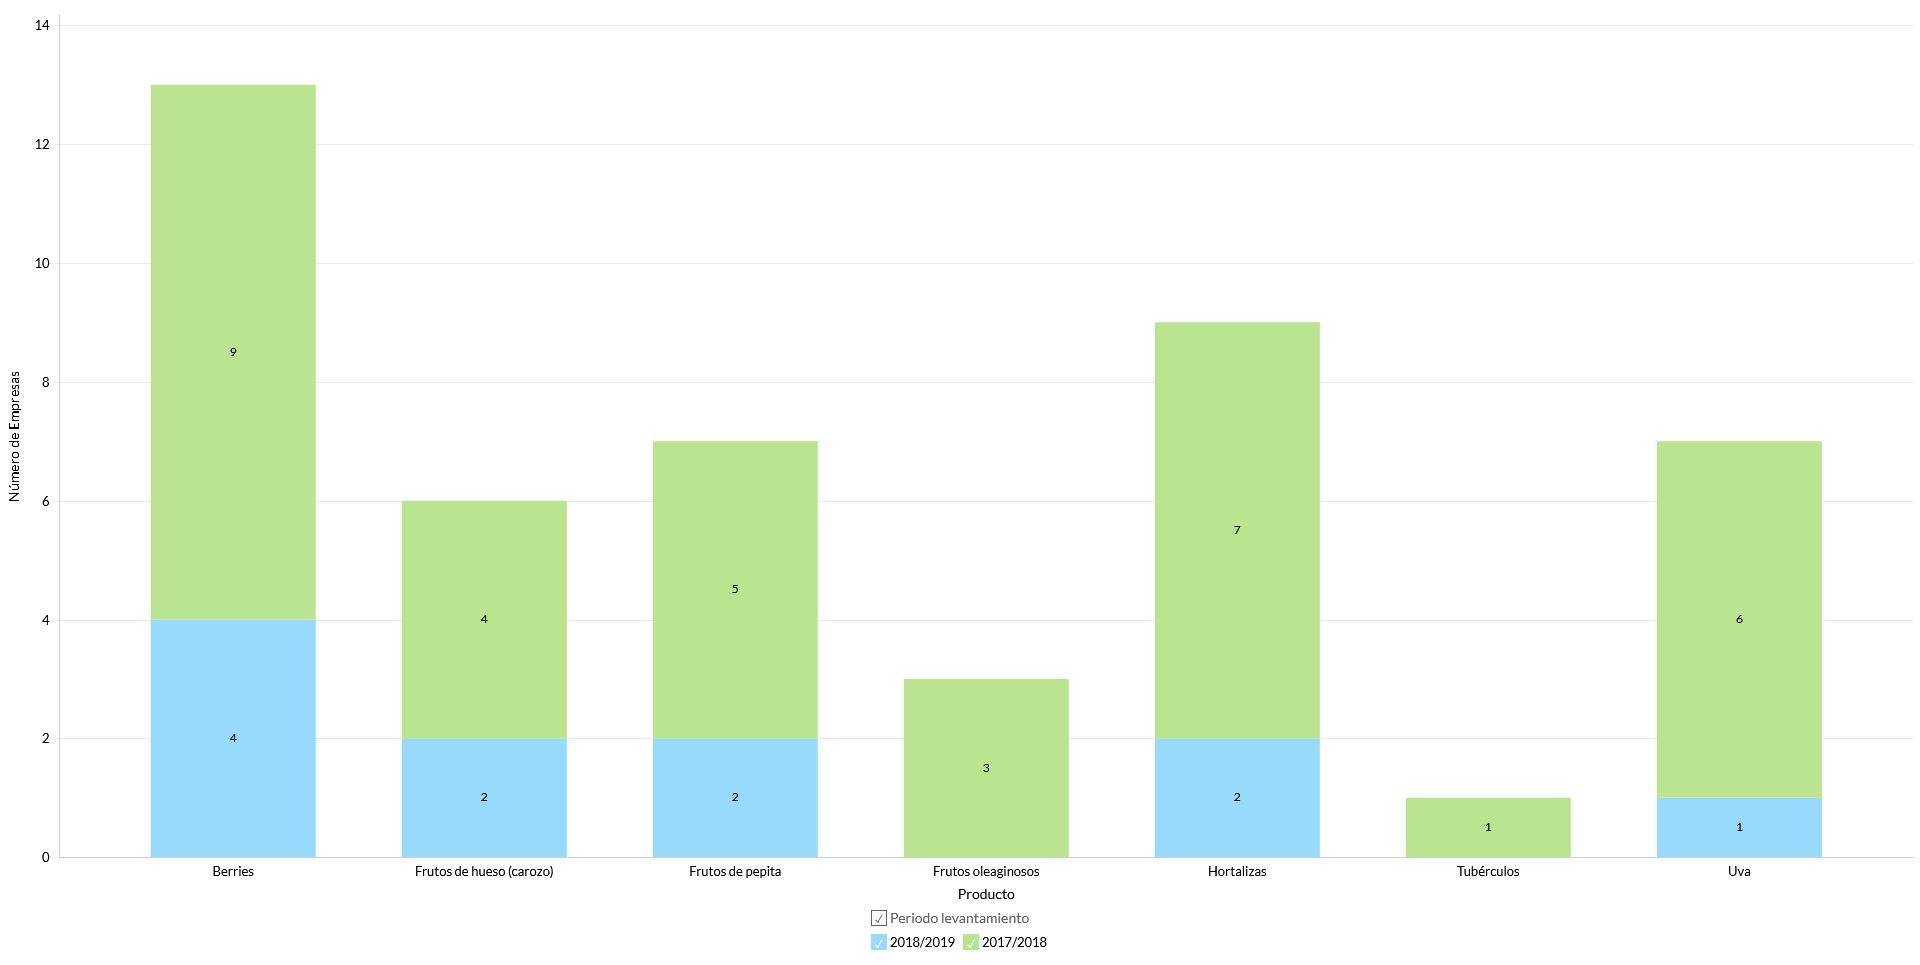 14
12
10
8
6
4
2
0
Número de Empresas
9
4
4
2
5
2
3
7
2
1
6
1
Berries
Frutos de hueso (carozo)
Frutos de pepita
Frutos oleaginosos
Hortalizas
Tubérculos
Uva
Producto
Periodo levantamiento
2018/2019 2017/2018